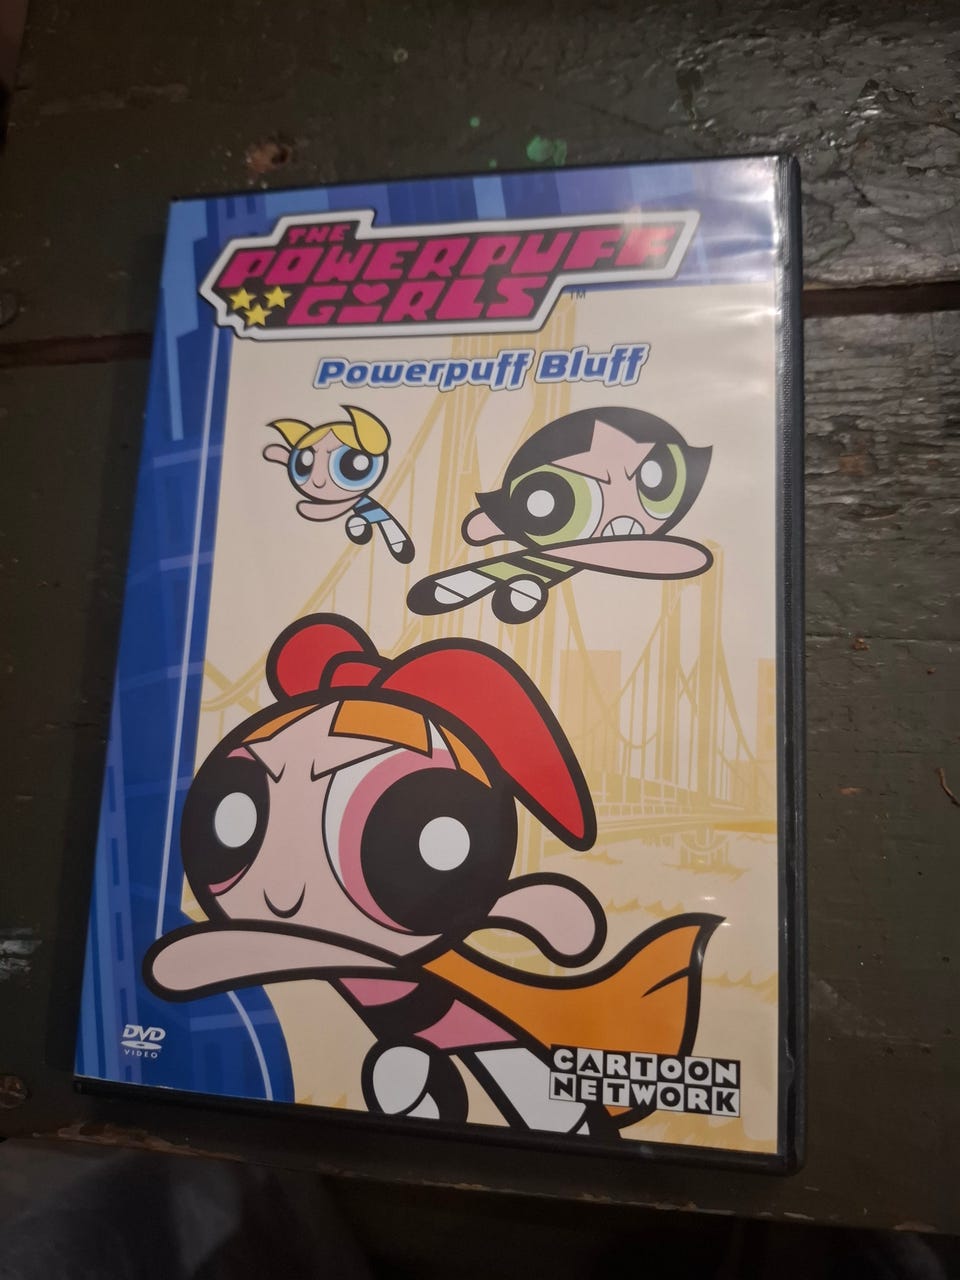 THE
POWERPUFF
GIRLS
TM
Powerpuff Bluff
DVD
VIDEO
CARTOON
NETWORK